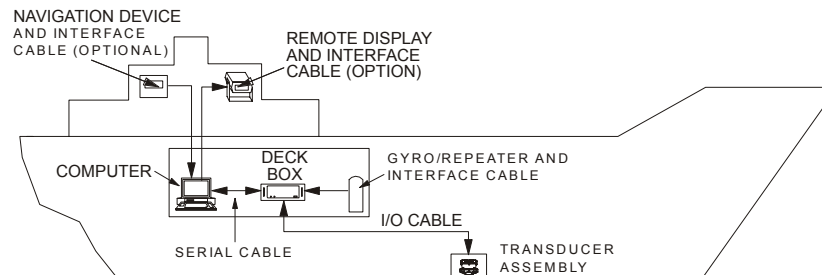 NAVIGATION DEVICE
AND INTERFACE
CABLE (OPTIONAL)
REMOTE DISPLAY
AND INTERFACE
CABLE (OPTION)
COMPUTER
DECK
BOX
GYRO/REPEATER AND
INTERFACE CABLE
I/O CABLE
SERIAL CABLE
TRANSDUCER
ASSEMBLY